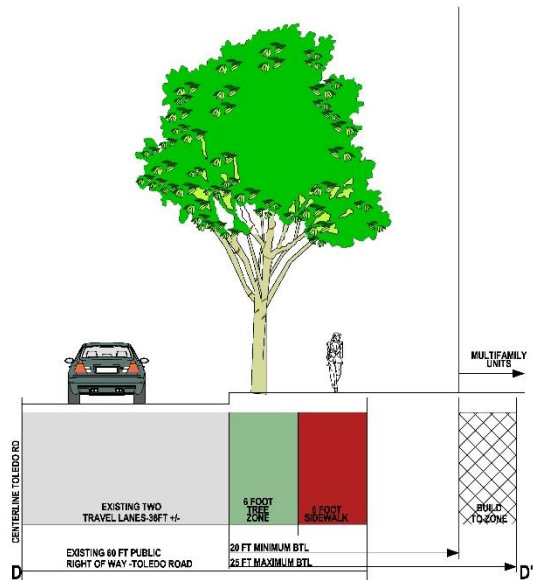 MULTIFAMILY
UNITS
CENTERLINE TOLEDO RD
EXISTING TWO
TRAVEL LANES-36FT +/-
6 FOOT
TREE
ZONE
6 FOOT
SIDEWALK
BUILD
TO ZONE
EXISTING 60 FT PUBLIC
RIGHT OF WAY -TOLEDO ROAD
20 FT MINIMUM BTL
25 FT MAXIMUM BTL
D
D'